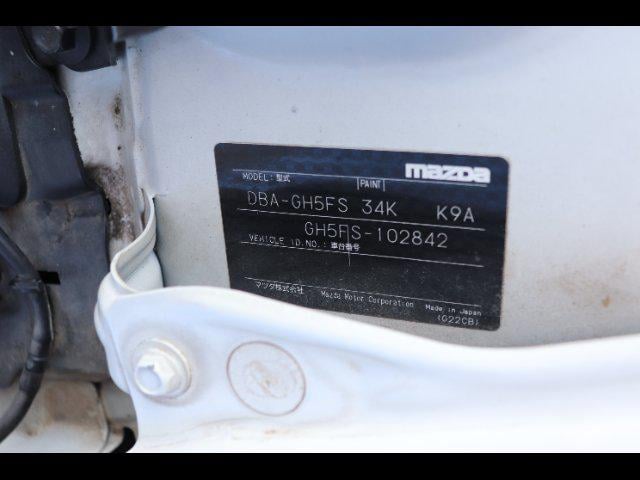 mazda
MODEL:型式 PAINT
DBA-GH5FS 34K K9A
GH5FS-102842
VEHICLE ID.NO.:車台番号
マツダ株式会社 Mazda Motor Corporation Made in Japan
(G22CB)